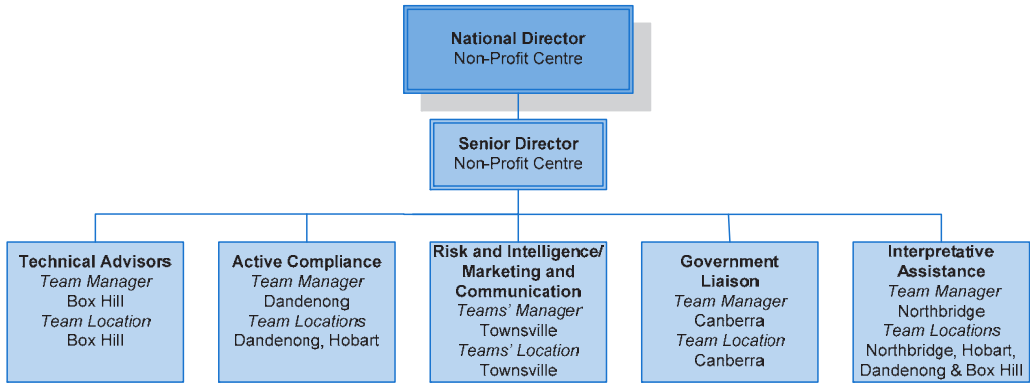 National Director
Non-Profit Centre
Senior Director
Non-Profit Centre
Technical Advisors
Team Manager
Box Hill
Team Location
Box Hill
Active Compliance
Team Manager
Dandenong
Team Locations
Dandenong, Hobart
Risk and Intelligence/
Marketing and
Communication
Teams' Manager
Townsville
Teams' Location
Townsville
Government
Liaison
Team Manager
Canberra
Team Location
Canberra
Interpretative
Assistance
Team Manager
Northbridge
Team Locations
Northbridge, Hobart,
Dandenong & Box Hill